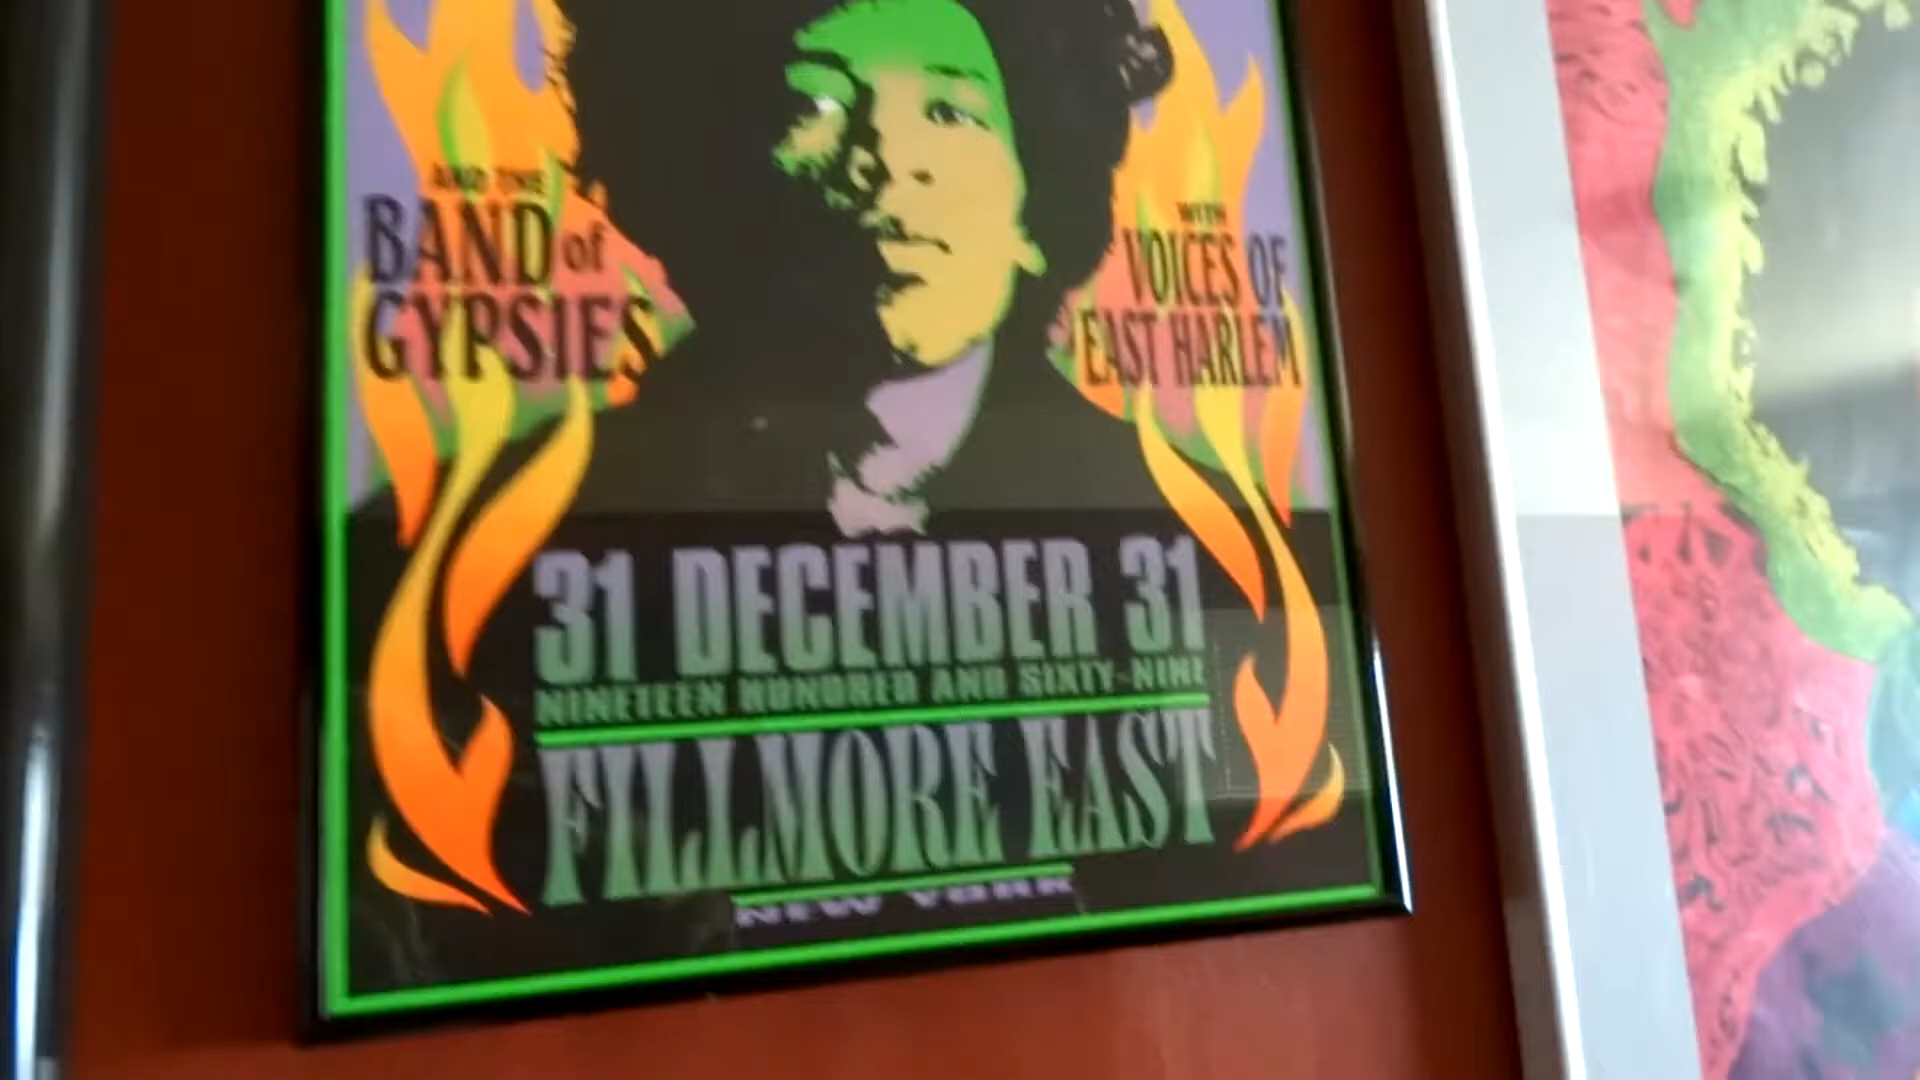 AND THE
BAND of
GYPSIES
WITH
VOICES OF
EAST HARLEM
31 DECEMBER 31
NINETEEN HUNDRED AND SIXTY-NINE
FILLMORE EAST
NEW YORK